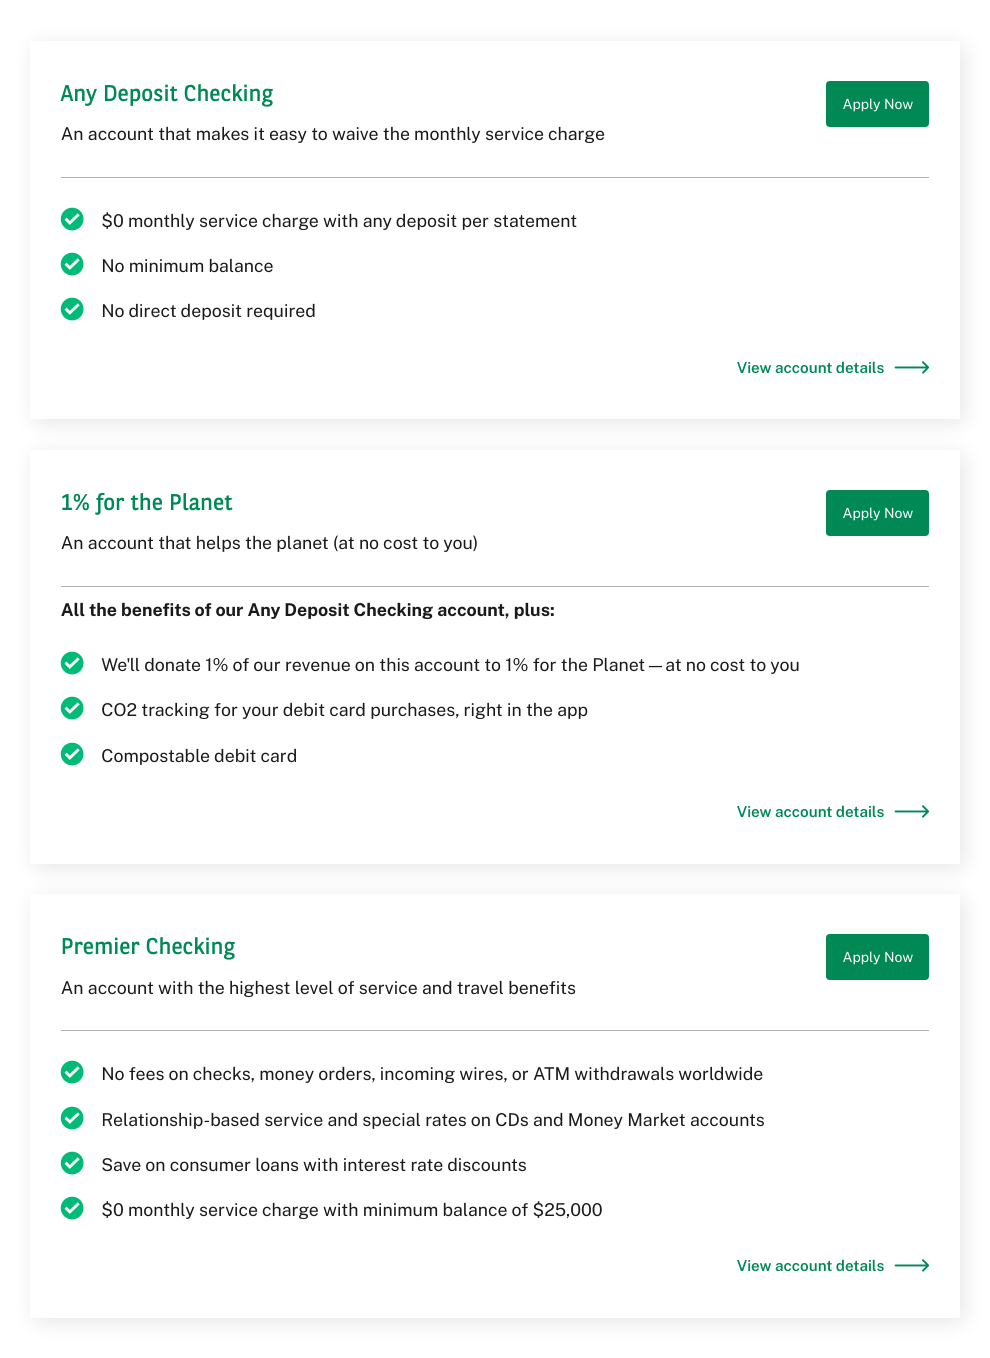 Any Deposit Checking
Apply Now
An account that makes it easy to waive the monthly service charge
$0 monthly service charge with any deposit per statement
No minimum balance
No direct deposit required
View account details
1% for the Planet
Apply Now
An account that helps the planet (at no cost to you)
All the benefits of our Any Deposit Checking account, plus:
We'll donate 1% of our revenue on this account to 1% for the Planet — at no cost to you
CO2 tracking for your debit card purchases, right in the app
Compostable debit card
View account details
Premier Checking
Apply Now
An account with the highest level of service and travel benefits
No fees on checks, money orders, incoming wires, or ATM withdrawals worldwide
Relationship-based service and special rates on CDs and Money Market accounts
Save on consumer loans with interest rate discounts
$0 monthly service charge with minimum balance of $25,000
View account details